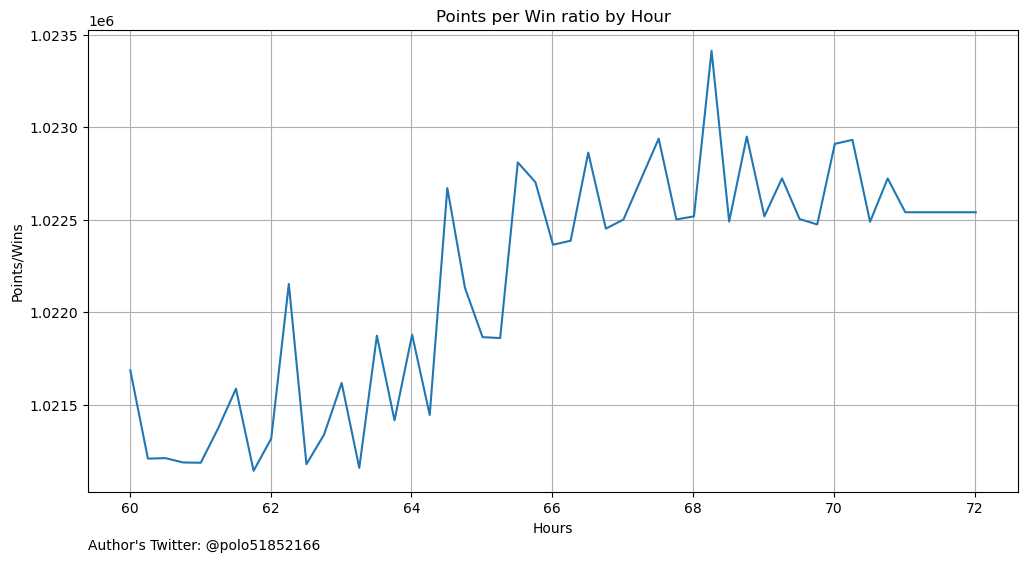 Points per Win ratio by Hour
1e6
1.0235
1.0230
1.0225
1.0220
1.0215
Points/Wins
60 62 64 66 68 70 72
Hours
Author's Twitter: @polo51852166